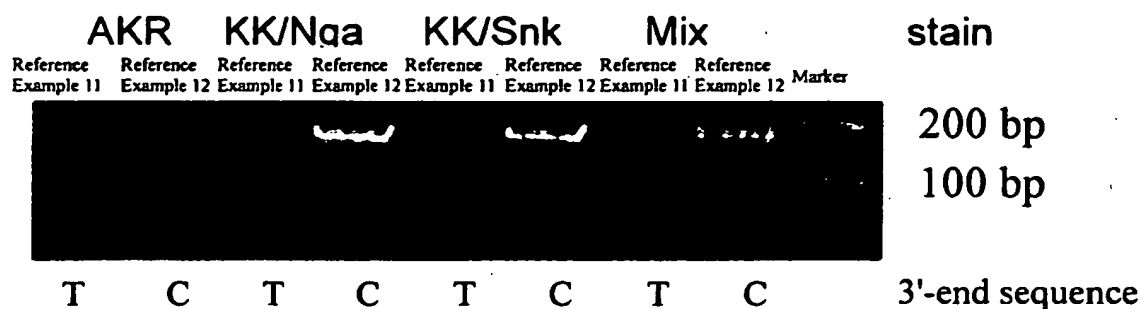 AKR KK/Nga KK/Snk Mix stain
Reference Reference Reference Reference Reference Reference Reference Reference
Example 11 Example 12 Example 11 Example 12 Example 11 Example 12 Example 11 Example 12 Marker
200 bp
100 bp
T C T C T C T C 3'-end sequence